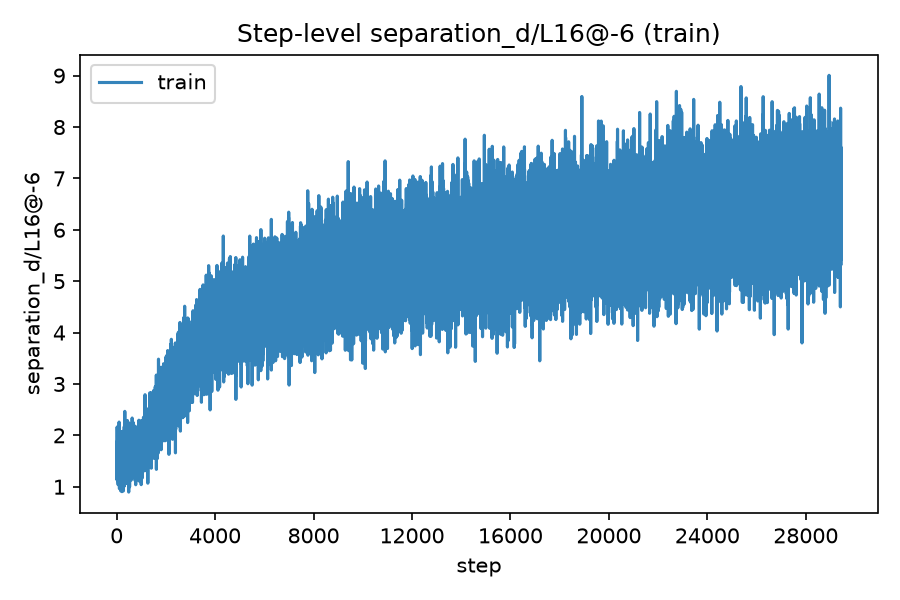 Step-level separation_d/L16@-6 (train)
train
separation_d/L16@-6
9
8
7
6
5
4
3
2
1
0 4000 8000 12000 16000 20000 24000 28000
step